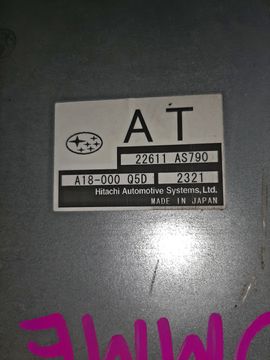 AT
22611 AS790
A18-000 Q5D 2321
Hitachi Automotive Systems, Ltd.
MADE IN JAPAN